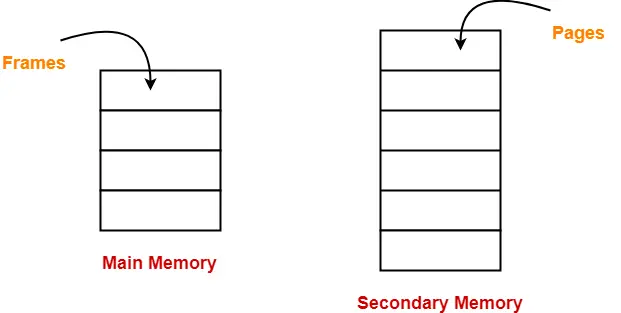 Frames
Pages
Main Memory
Secondary Memory